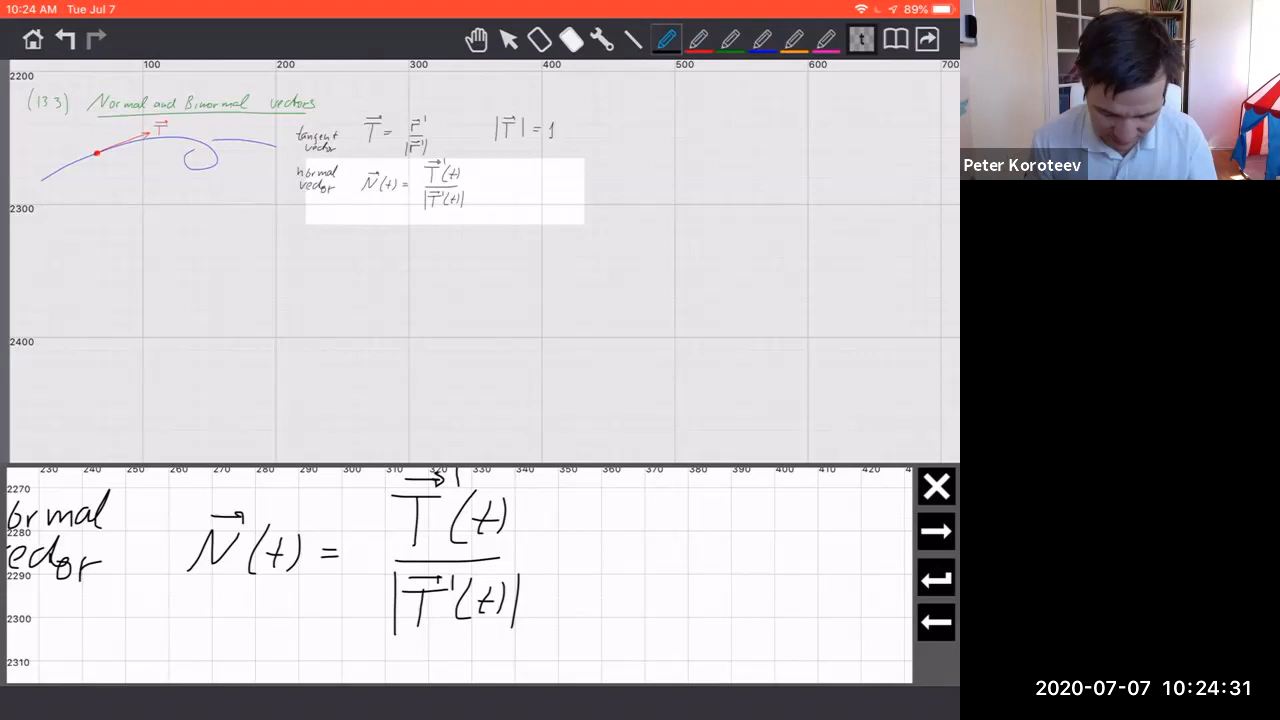 10:24 AM Tue Jul 7
89%
t
100 200 300 400 500 600 700
2200
(13.3) Normal and Binormal vectors
T
tangent vector T = r' / |r'| |T| = 1
normal vector N(t) = T'(t) / |T'(t)|
2300
2400
Peter Koroteev
230 240 250 260 270 280 290 300 310 320 330 340 350 360 370 380 390 400 410 420 4
2270
ormal
2280
N(t) = T'(t) / |T'(t)|
ector
2290
2300
2310
2020-07-07 10:24:31